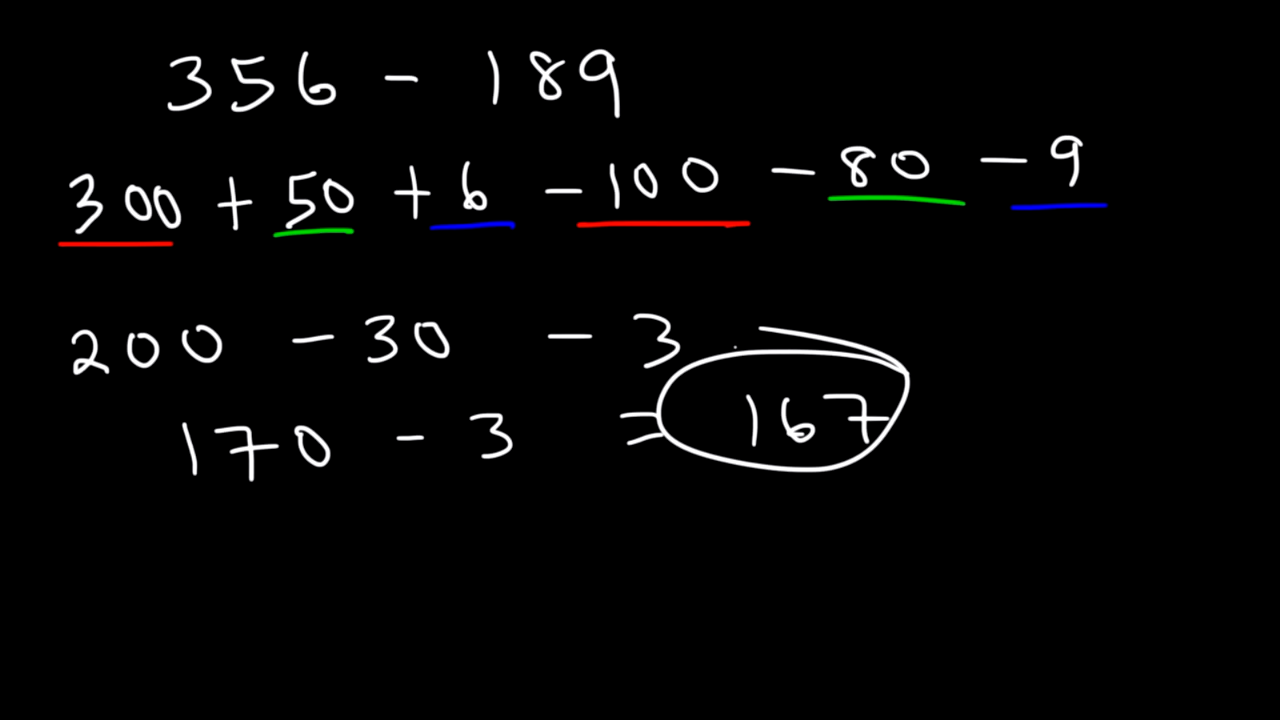 356 - 189
300 + 50 + 6 - 100 - 80 - 9
200 - 30 - 3
170 - 3 = 167